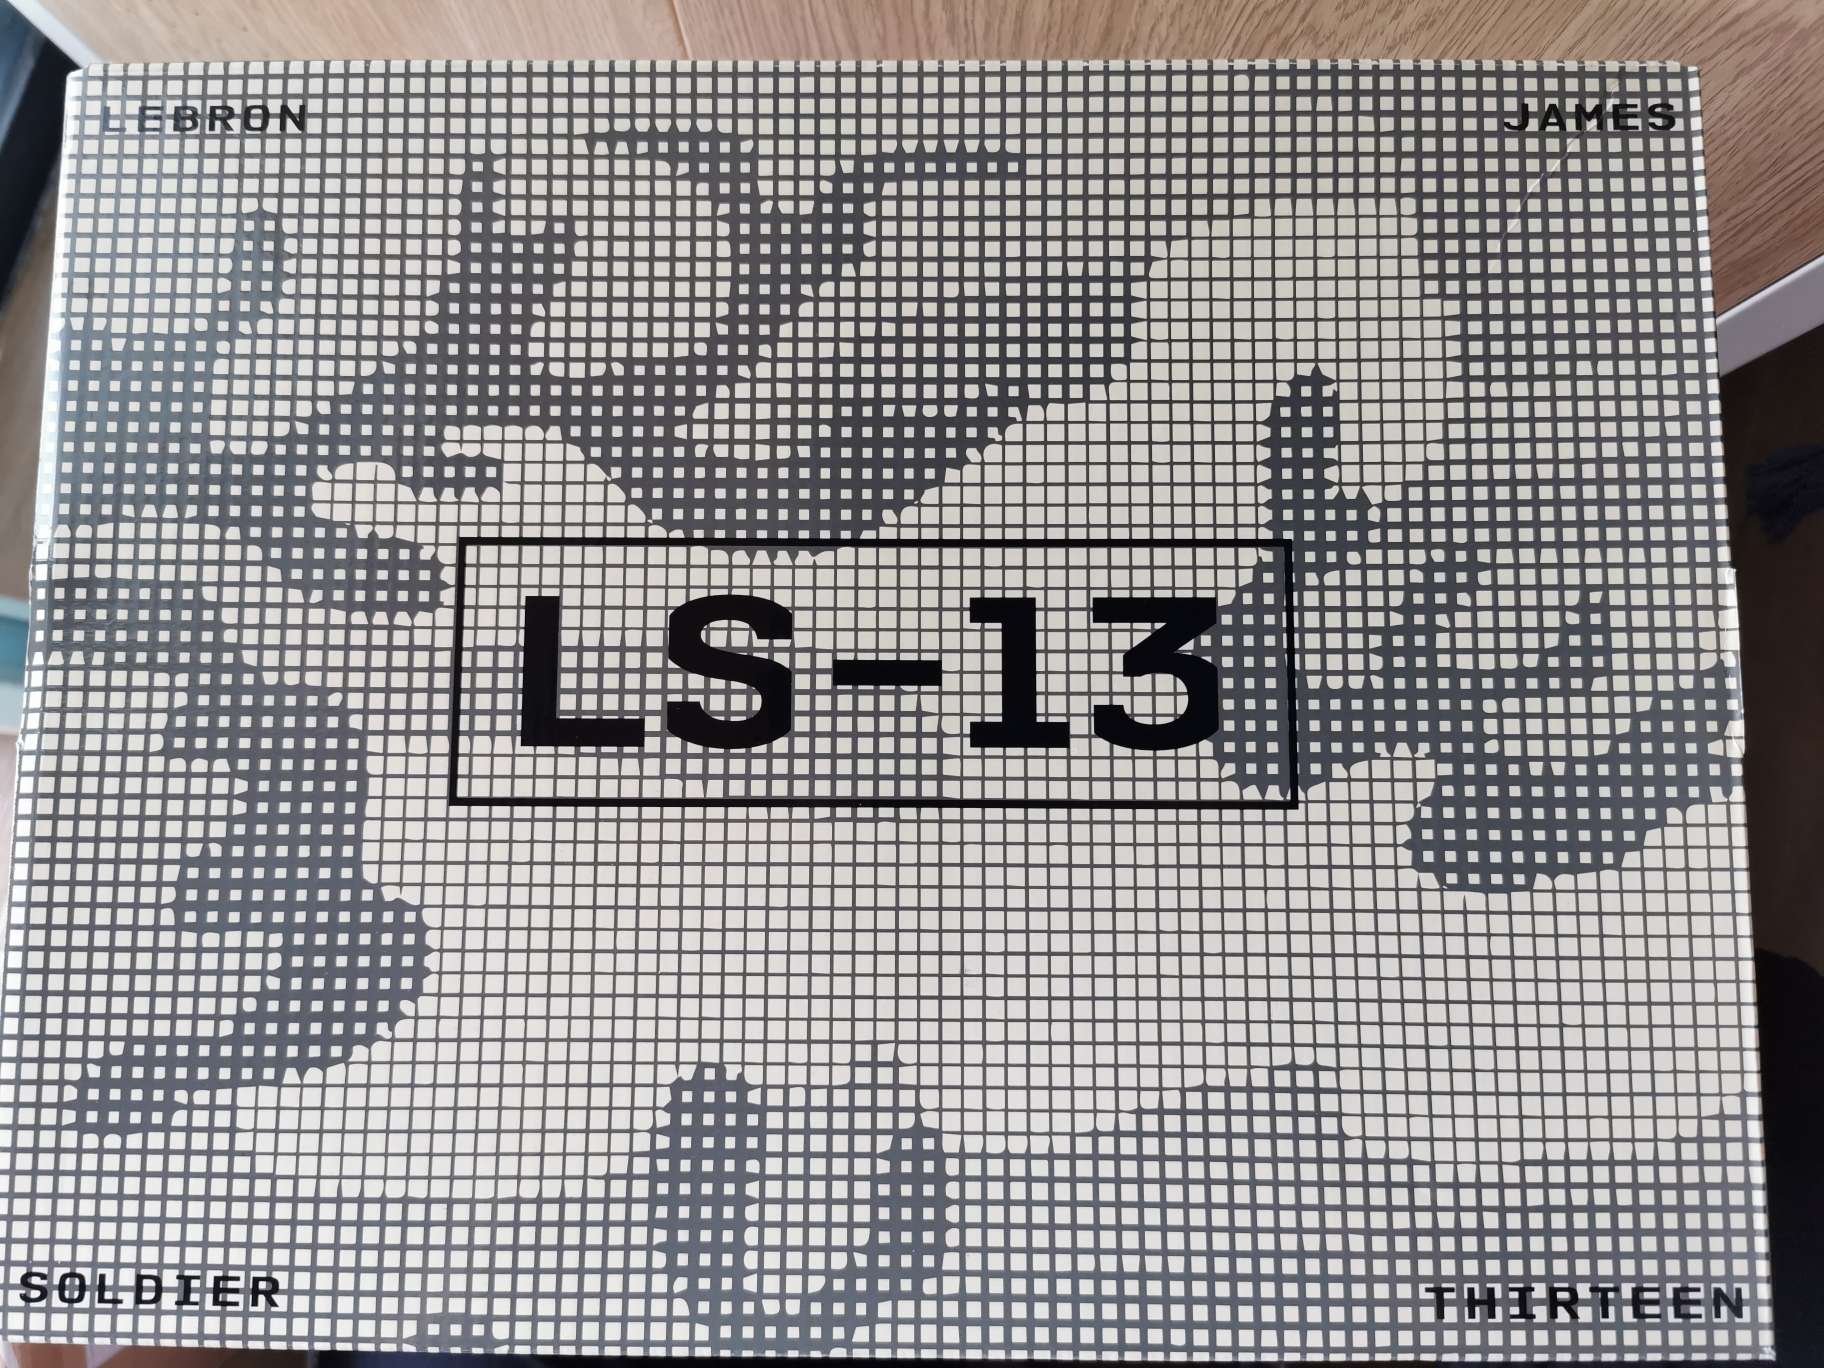 LEBRON JAMES
LS-13
SOLDIER THIRTEEN